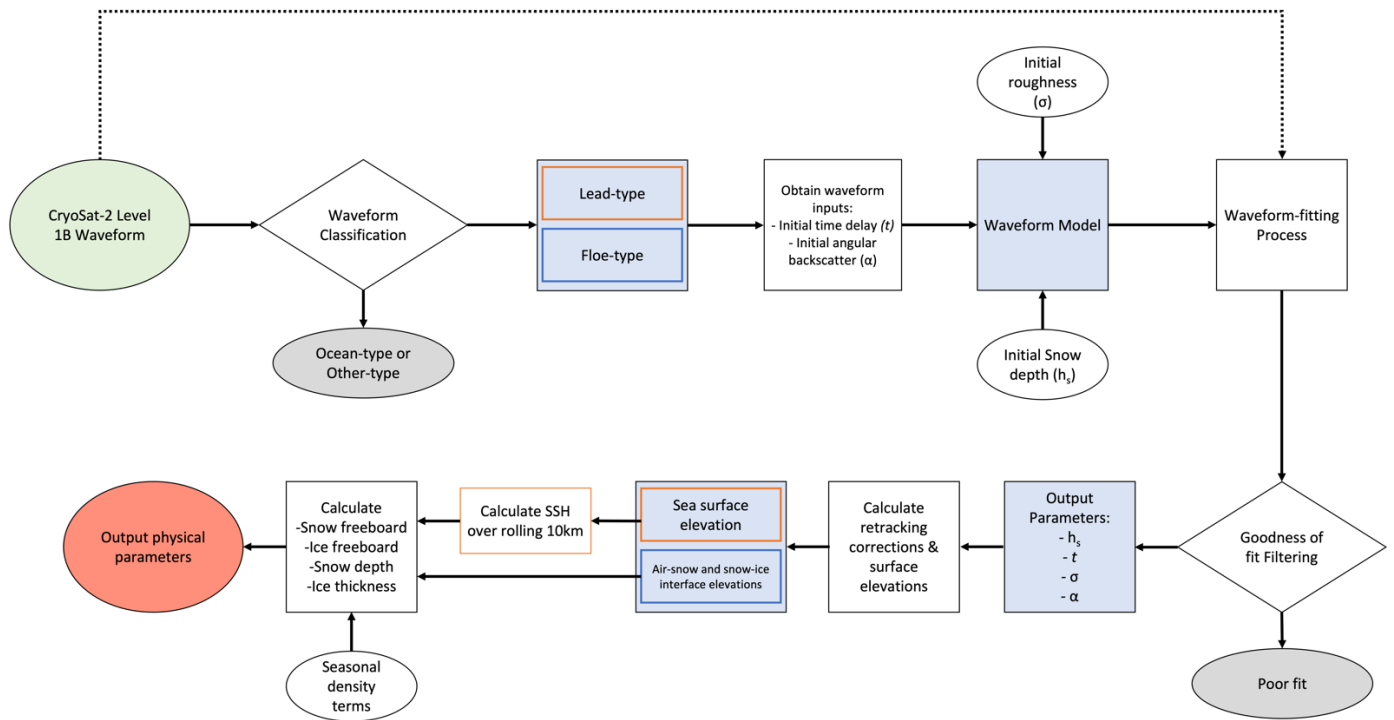 CryoSat-2 Level
1B Waveform
Waveform
Classification
Ocean-type or
Other-type
Lead-type
Floe-type
Obtain waveform
inputs:
- Initial time delay (t)
- Initial angular
backscatter (α)
Initial
roughness
(σ)
Waveform Model
Initial Snow
depth (hs)
Waveform-fitting
Process
Goodness of
fit Filtering
Poor fit
Output
Parameters:
- hs
- t
- σ
- α
Calculate
retracking
corrections &
surface
elevations
Sea surface
elevation
Air-snow and snow-ice
interface elevations
Calculate SSH
over rolling 10km
Calculate
-Snow freeboard
-Ice freeboard
-Snow depth
-Ice thickness
Seasonal
density
terms
Output physical
parameters